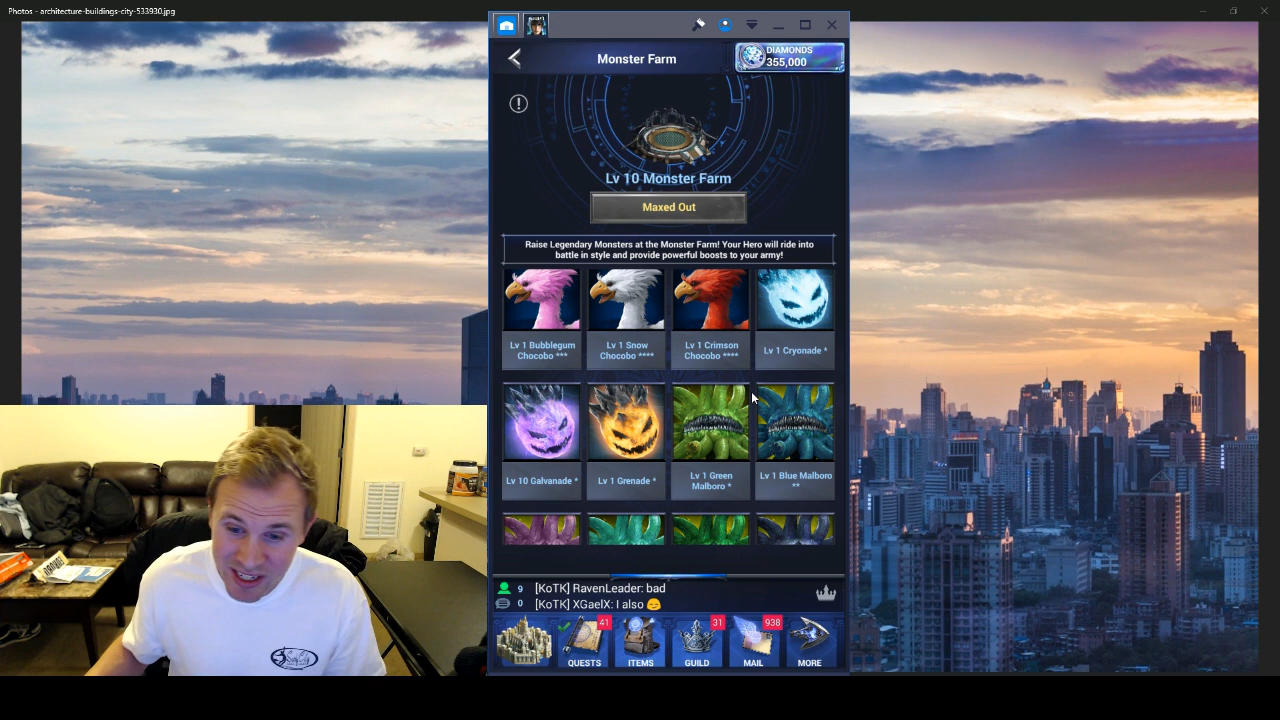 Photos - architecture-buildings-city-533930.jpg
Monster Farm
DIAMONDS
355,000
Lv 10 Monster Farm
Maxed Out
Raise Legendary Monsters at the Monster Farm! Your Hero will ride into
battle in style and provide powerful boosts to your army!
Lv 1 Bubblegum
Chocobo ***
Lv 1 Snow
Chocobo ****
Lv 1 Crimson
Chocobo ****
Lv 1 Cryonade *
Lv 10 Galvanade *
Lv 1 Grenade *
Lv 1 Green
Malboro *
Lv 1 Blue Malboro
**
9 [KoTK] RavenLeader: bad
0 [KoTK] XGaelX: I also 😊
41
31
938
QUESTS
ITEMS
GUILD
MAIL
MORE